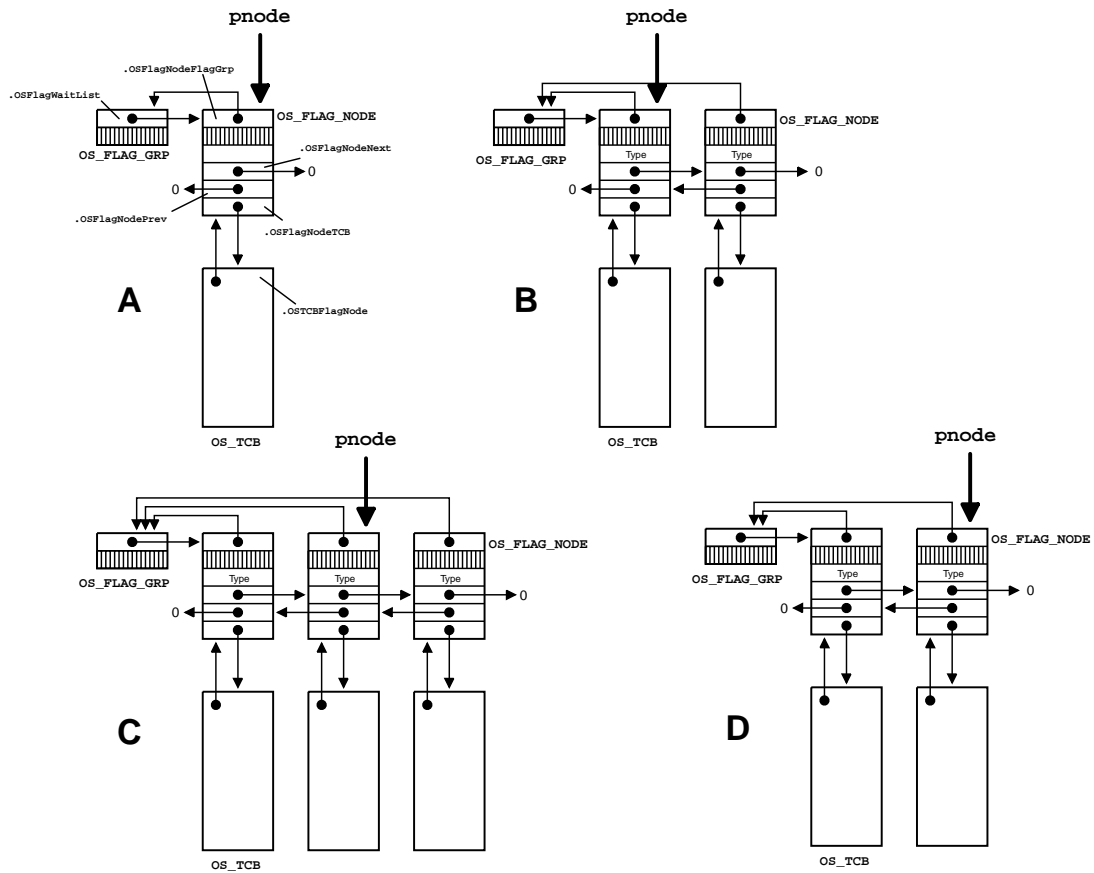 pnode
.OSFlagNodeFlagGrp
.OSFlagWaitList
OS_FLAG_NODE
OS_FLAG_GRP
.OSFlagNodeNext
0
0
.OSFlagNodePrev
.OSFlagNodeTCB
A
.OSTCBFlagNode
OS_TCB
pnode
OS_FLAG_NODE
OS_FLAG_GRP
Type
Type
0
0
B
OS_TCB
pnode
OS_FLAG_NODE
OS_FLAG_GRP
Type
Type
Type
0
0
C
OS_TCB
pnode
OS_FLAG_NODE
OS_FLAG_GRP
Type
Type
0
0
D
OS_TCB